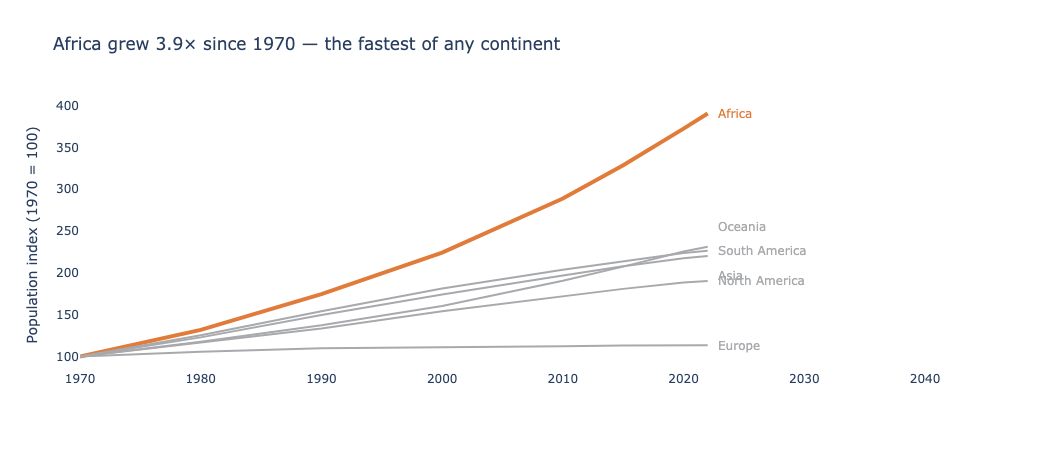 Africa grew 3.9× since 1970 — the fastest of any continent
Population index (1970 = 100)
400
350
300
250
200
150
100
Africa
Oceania
South America
Asia
North America
Europe
1970 1980 1990 2000 2010 2020 2030 2040